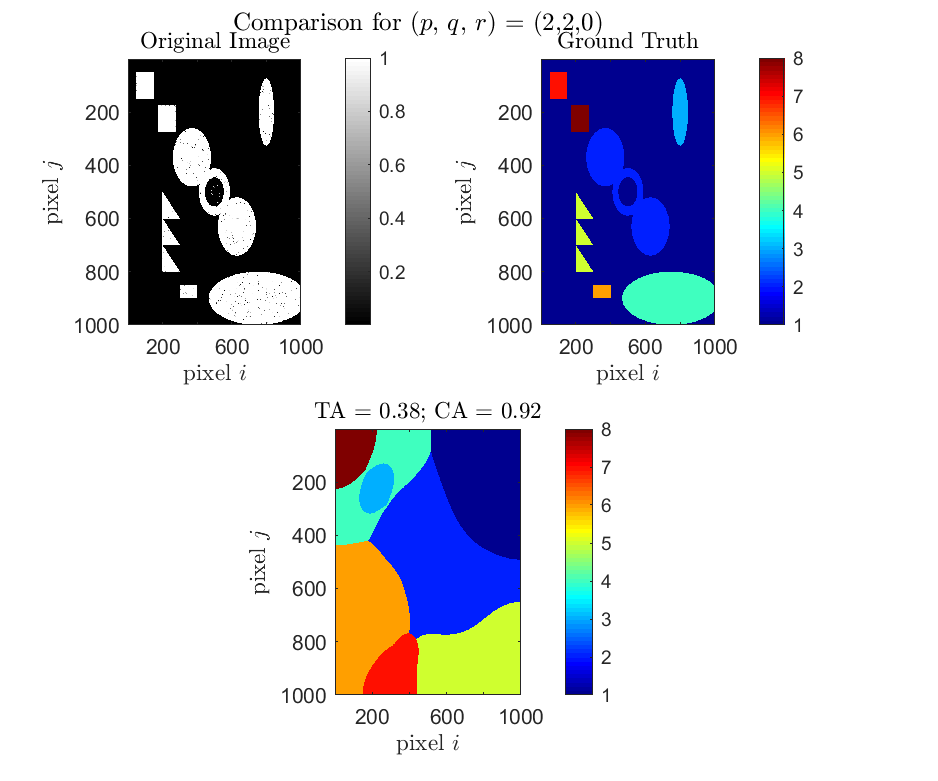 Comparison for (p, q, r) = (2,2,0)
Original Image
200
400
600
800
1000
200 600 1000
pixel i
pixel j
1
0.8
0.6
0.4
0.2
Ground Truth
200
400
600
800
1000
200 600 1000
pixel i
pixel j
8
7
6
5
4
3
2
1
TA = 0.38; CA = 0.92
200
400
600
800
1000
200 600 1000
pixel i
pixel j
8
7
6
5
4
3
2
1